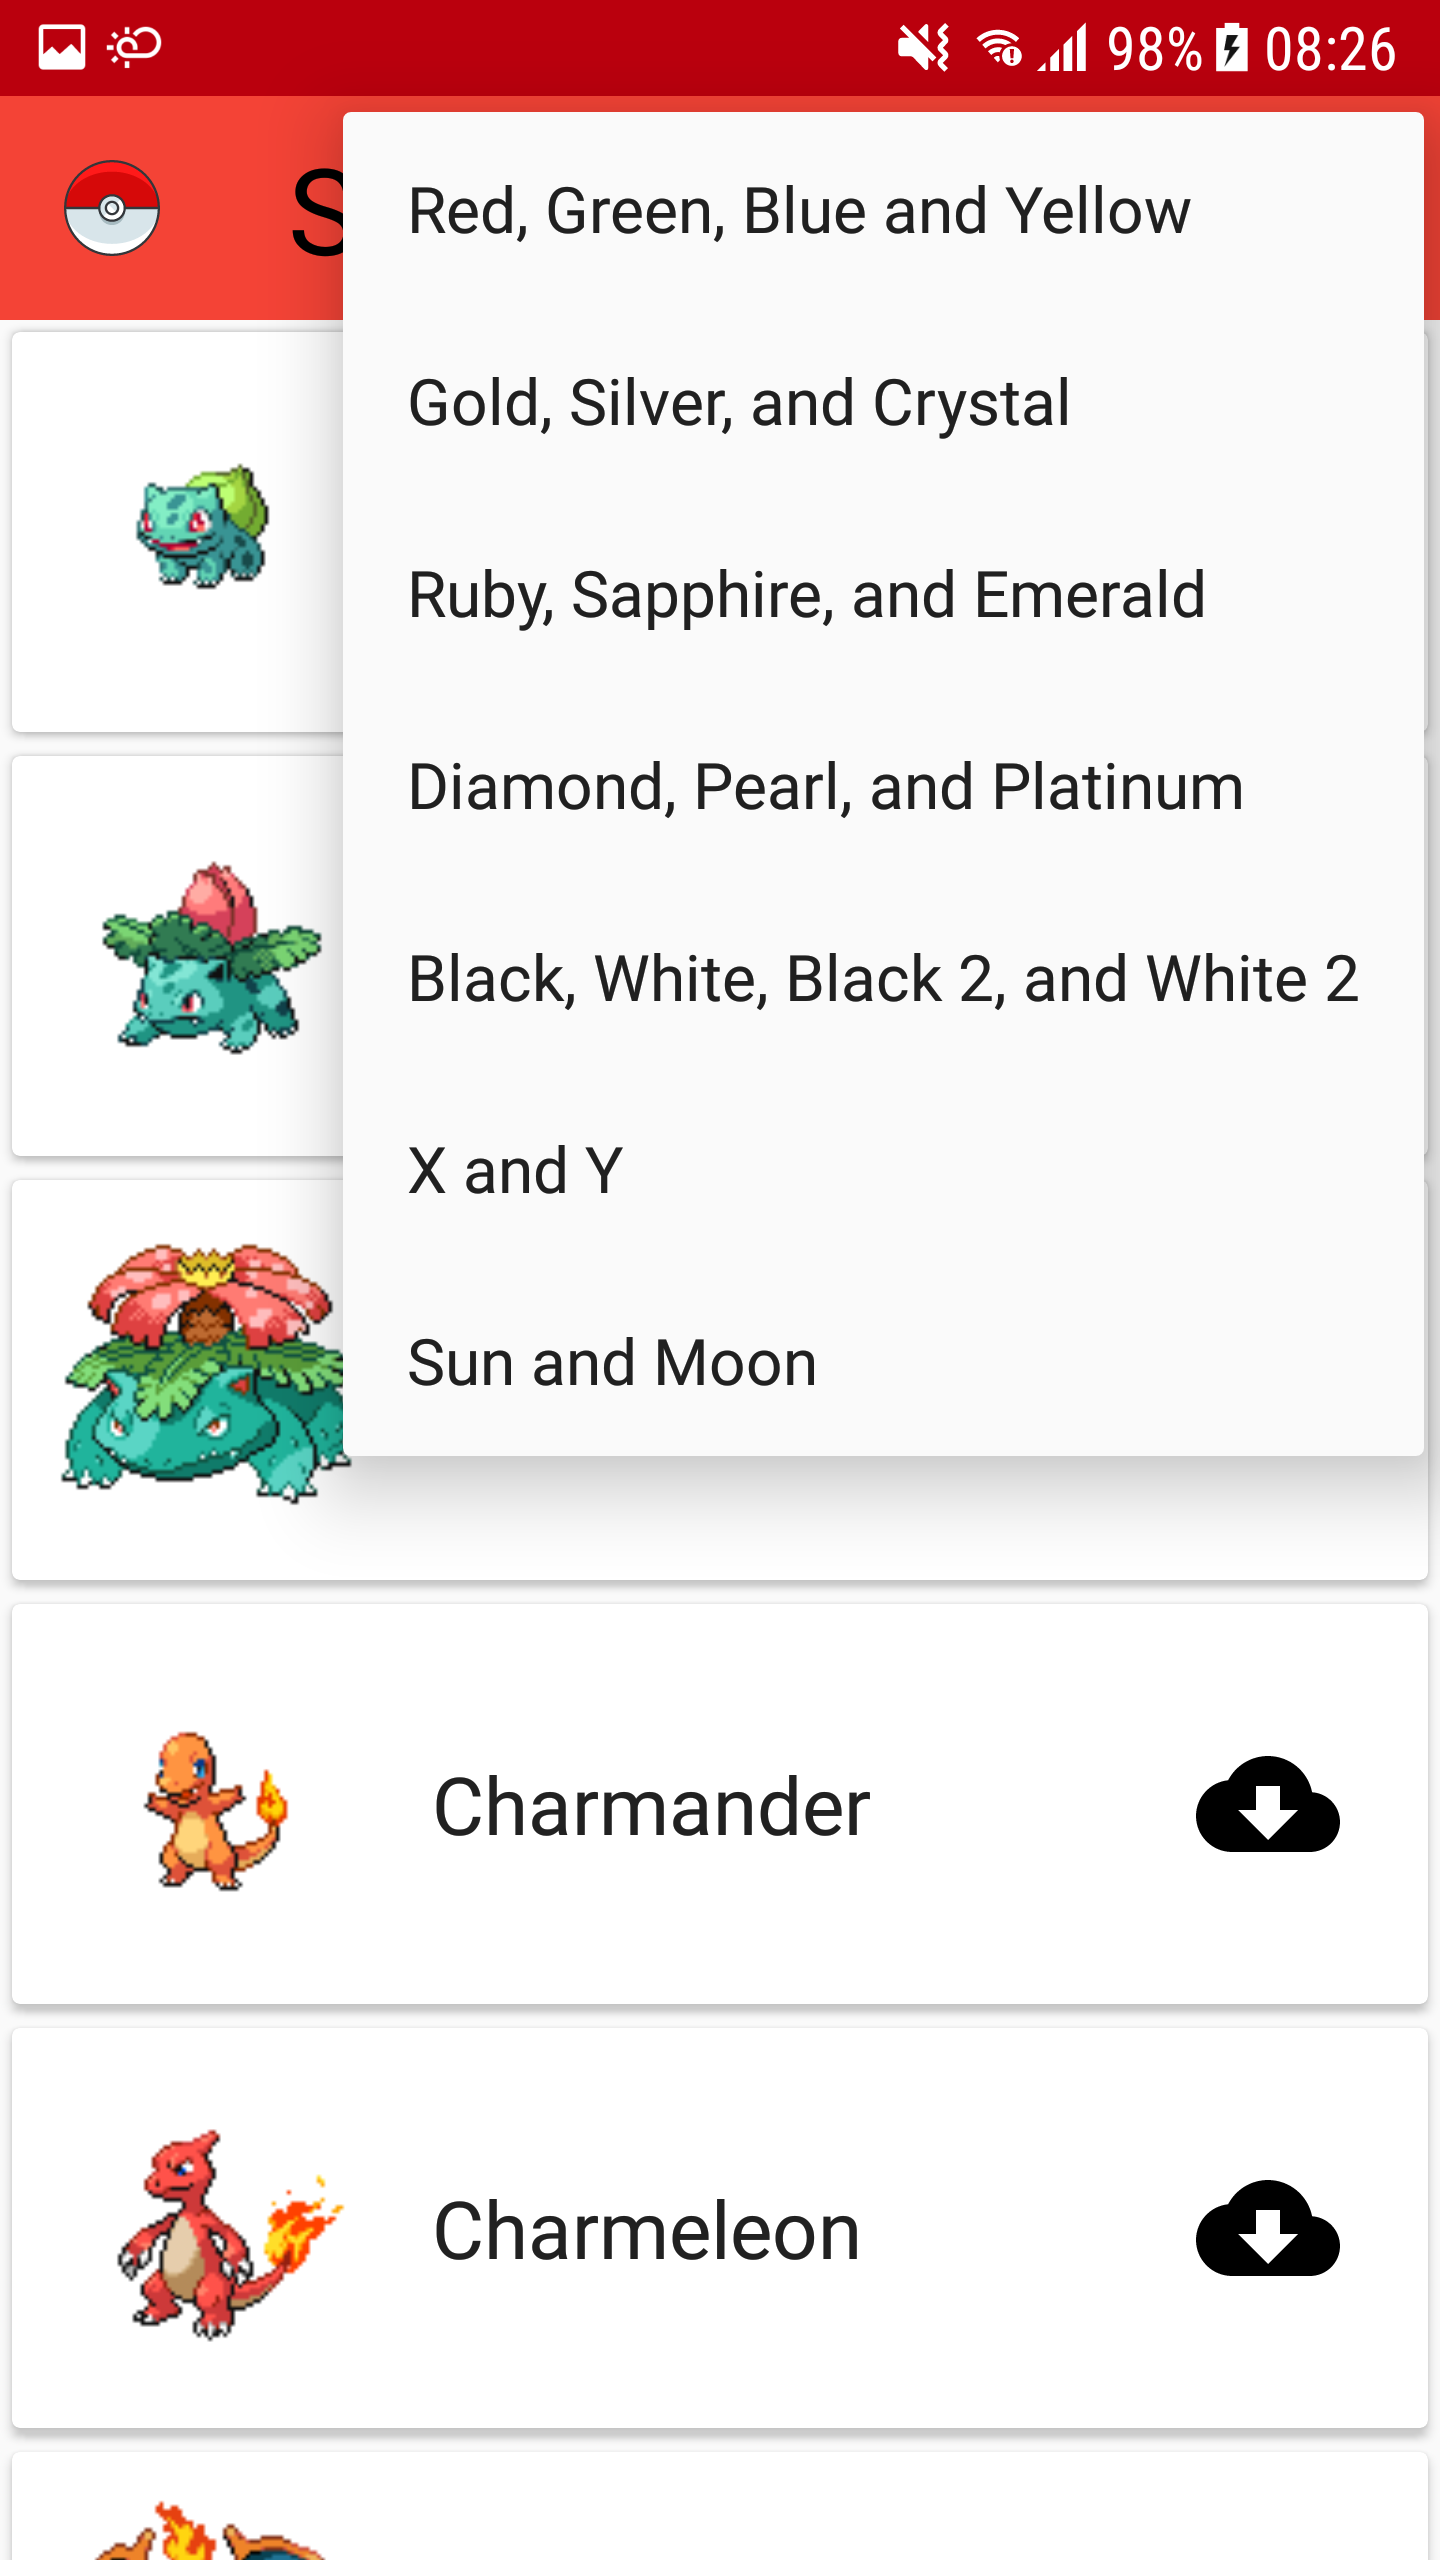 98% 08:26
S
Red, Green, Blue and Yellow
Gold, Silver, and Crystal
Ruby, Sapphire, and Emerald
Diamond, Pearl, and Platinum
Black, White, Black 2, and White 2
X and Y
Sun and Moon
Charmander
Charmeleon